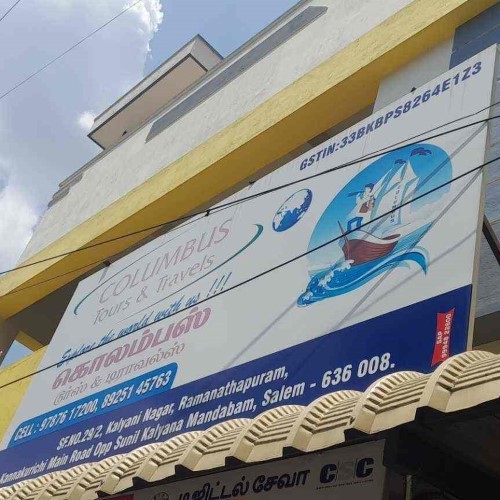 GSTIN:33BKBPS8264E1Z3
COLUMBUS
Tours & Travels
Explore the world with us !!!
கொலம்பஸ்
டூர்ஸ் & டிராவல்ஸ்
CELL : 97876 17200, 89251 45763
SF.NO.29/2, Kalyani Nagar, Ramanathapuram,
Kannakurichi Main Road Opp Sunil Kalyana Mandabam, Salem - 636 008.
டிஜிட்டல் சேவா CSC